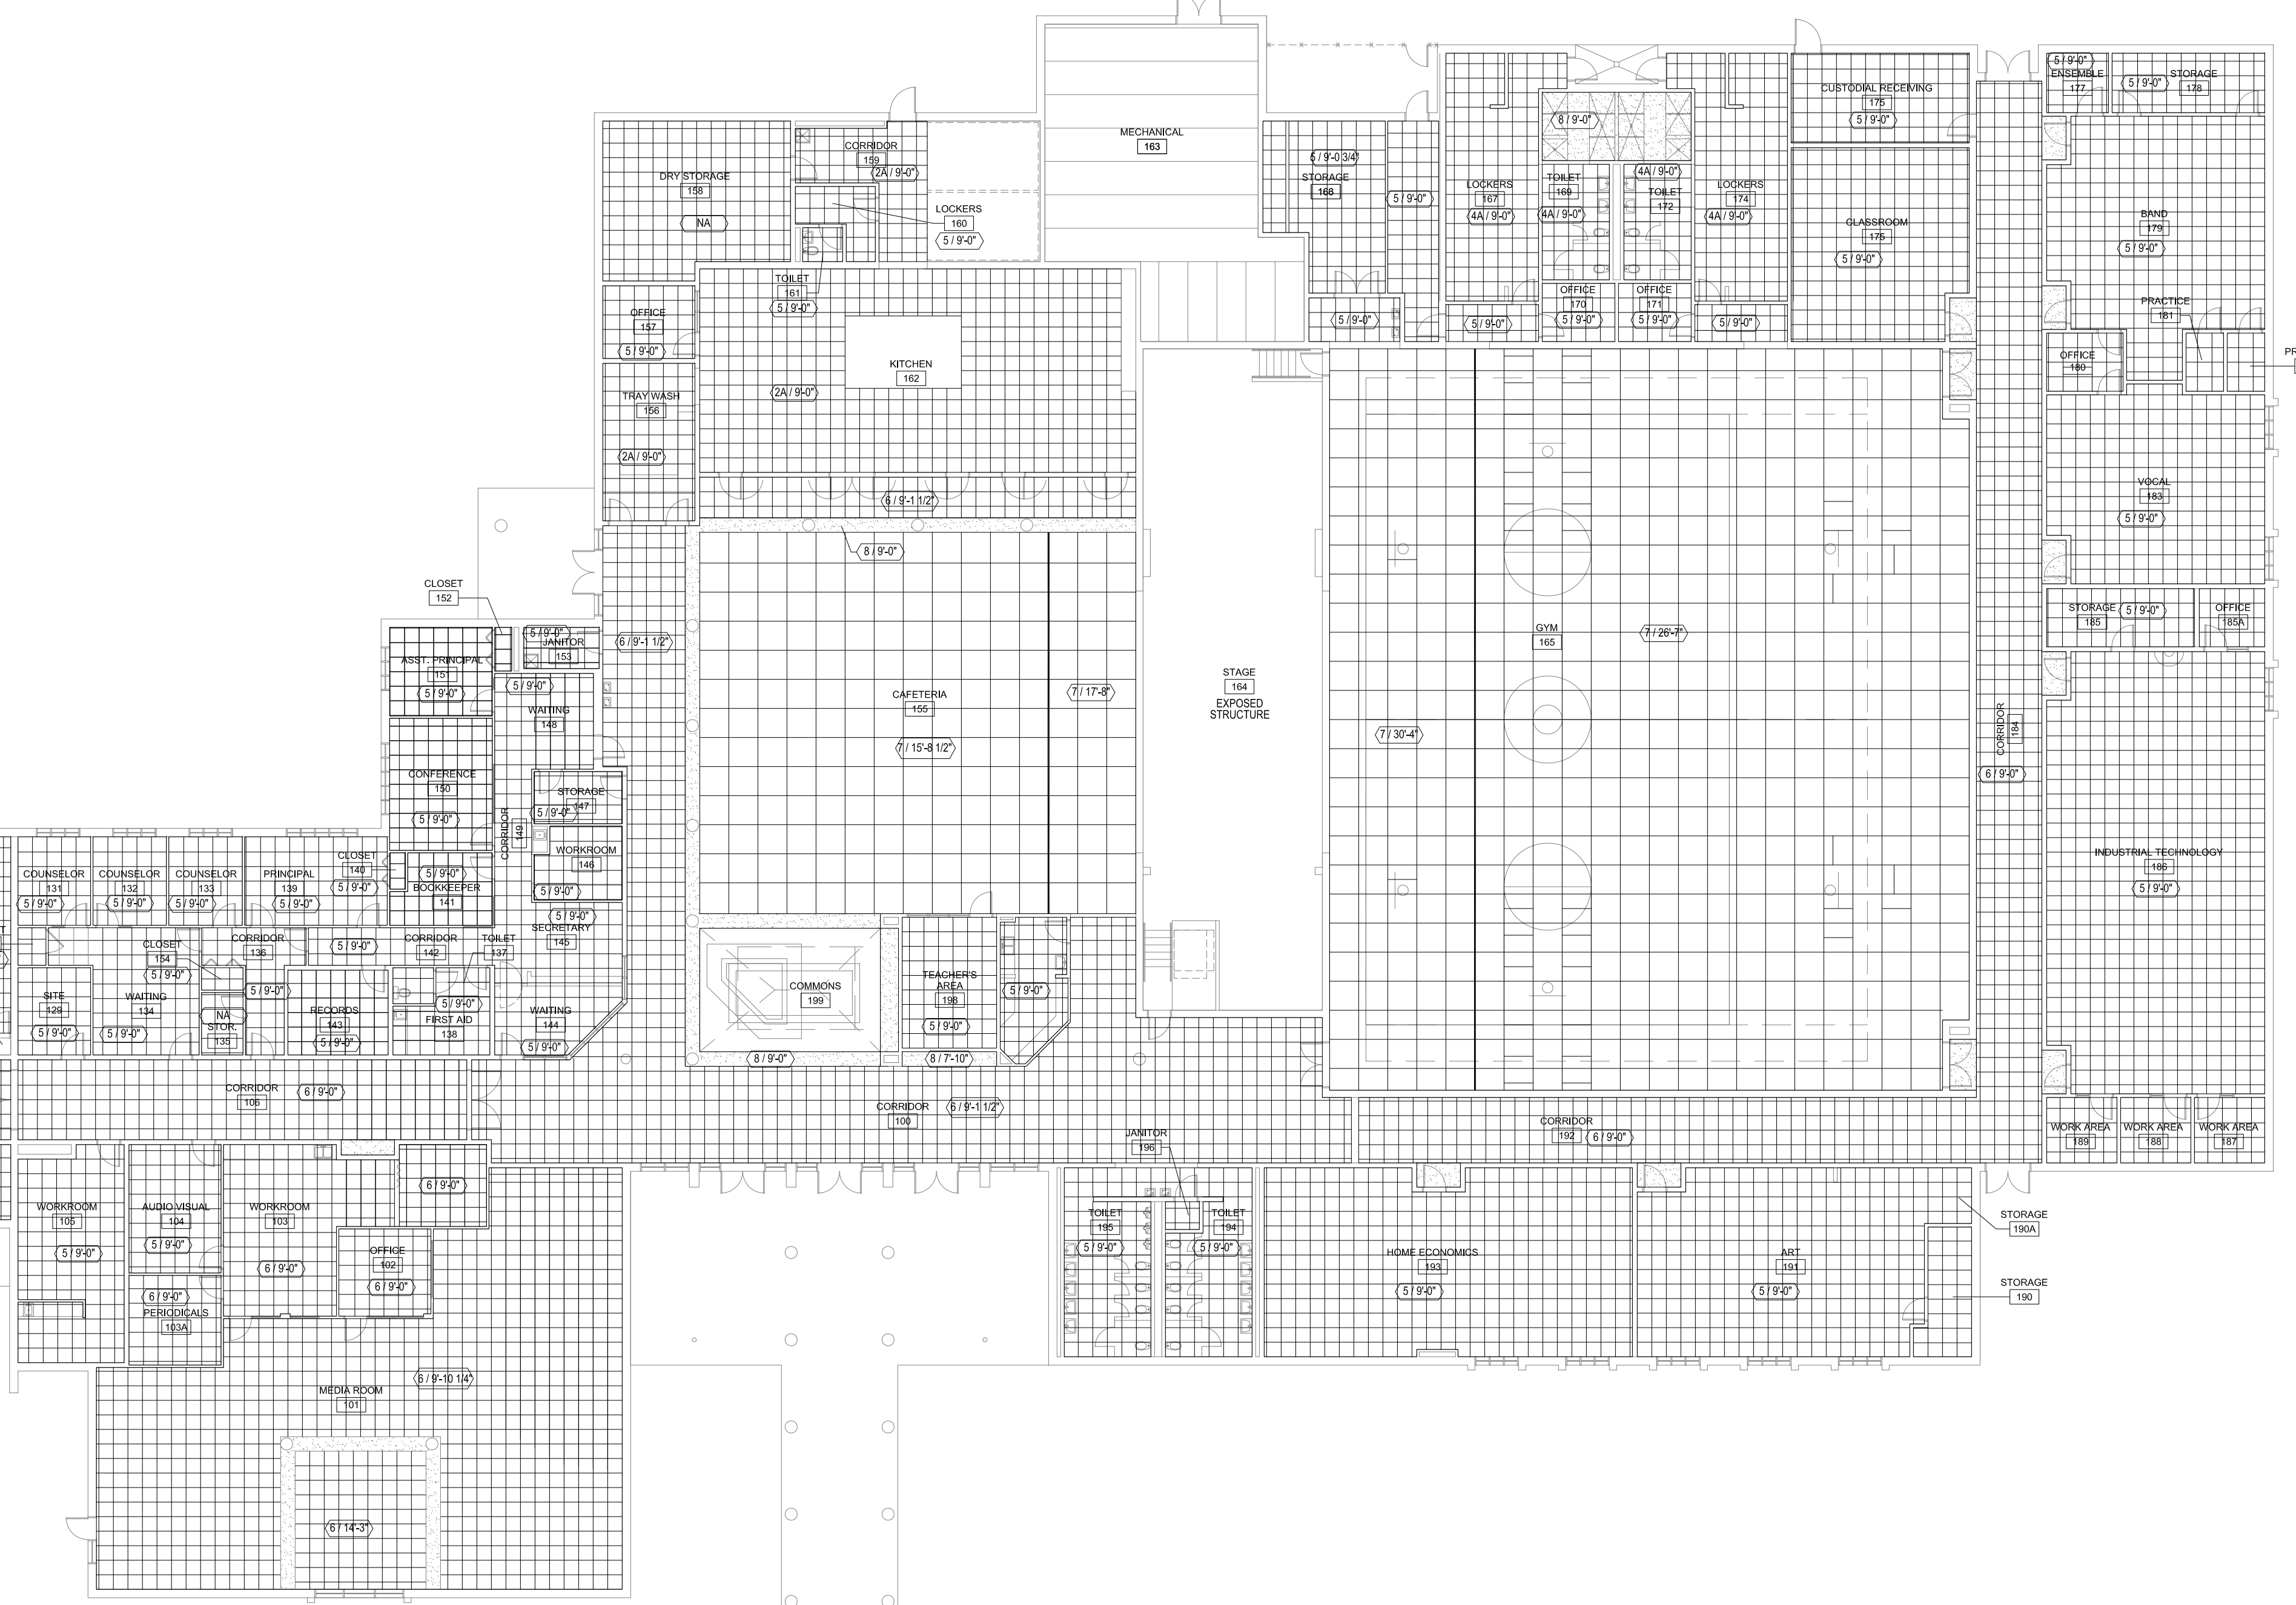 MECHANICAL
163
5 / 9'-0"
ENSEMBLE
177
5 / 9'-0"
STORAGE
178
CUSTODIAL RECEIVING
175
5 / 9'-0"
8 / 9'-0"
CORRIDOR
159
2A / 9'-0"
DRY STORAGE
158
NA
LOCKERS
160
5 / 9'-0"
5 / 9'-0 3/4"
STORAGE
5 / 9'-0"
LOCKERS
167
4A / 9'-0"
TOILET
169
4A / 9'-0"
4A / 9'-0"
TOILET
172
LOCKERS
174
4A / 9'-0"
CLASSROOM
175
5 / 9'-0"
BAND
179
5 / 9'-0"
TOILET
161
5 / 9'-0"
OFFICE
157
5 / 9'-0"
5 / 9'-0"
5 / 9'-0"
OFFICE
170
5 / 9'-0"
OFFICE
171
5 / 9'-0"
5 / 9'-0"
PRACTICE
181
OFFICE
180
PR
KITCHEN
162
2A / 9'-0"
TRAY WASH
156
2A / 9'-0"
6 / 9'-1 1/2"
8 / 9'-0"
VOCAL
183
5 / 9'-0"
CLOSET
152
5 / 9'-0"
JANITOR
153
6 / 9'-1 1/2"
STORAGE
185
5 / 9'-0"
OFFICE
185A
ASST. PRINCIPAL
151
5 / 9'-0"
5 / 9'-0"
WAITING
148
CAFETERIA
155
7 / 17'-8"
7 / 15'-8 1/2"
STAGE
164
EXPOSED
STRUCTURE
GYM
165
7 / 26'-7"
7 / 30'-4"
CORRIDOR
184
6 / 9'-0"
CONFERENCE
150
5 / 9'-0"
CORRIDOR
149
STORAGE
147
5 / 9'-0"
WORKROOM
146
5 / 9'-0"
INDUSTRIAL TECHNOLOGY
186
5 / 9'-0"
COUNSELOR
131
5 / 9'-0"
COUNSELOR
132
5 / 9'-0"
COUNSELOR
133
5 / 9'-0"
PRINCIPAL
139
5 / 9'-0"
CLOSET
140
5 / 9'-0"
5 / 9'-0"
BOOKKEEPER
141
5 / 9'-0"
SECRETARY
145
CLOSET
154
5 / 9'-0"
CORRIDOR
136
5 / 9'-0"
5 / 9'-0"
CORRIDOR
142
TOILET
137
5 / 9'-0"
SITE
129
5 / 9'-0"
WAITING
134
5 / 9'-0"
NA
STOR.
135
RECORDS
143
5 / 9'-0"
FIRST AID
138
WAITING
144
5 / 9'-0"
COMMONS
199
8 / 9'-0"
TEACHER'S
AREA
198
5 / 9'-0"
8 / 7'-10"
5 / 9'-0"
CORRIDOR
106
6 / 9'-0"
CORRIDOR
100
6 / 9'-1 1/2"
JANITOR
196
CORRIDOR
192
6 / 9'-0"
WORK AREA
189
WORK AREA
188
WORK AREA
187
WORKROOM
105
5 / 9'-0"
AUDIO VISUAL
104
5 / 9'-0"
WORKROOM
103
6 / 9'-0"
6 / 9'-0"
OFFICE
102
6 / 9'-0"
6 / 9'-0"
PERIODICALS
103A
TOILET
195
5 / 9'-0"
TOILET
194
5 / 9'-0"
HOME ECONOMICS
193
5 / 9'-0"
ART
191
5 / 9'-0"
STORAGE
190A
STORAGE
190
6 / 9'-10 1/4"
MEDIA ROOM
101
6 / 14'-3"